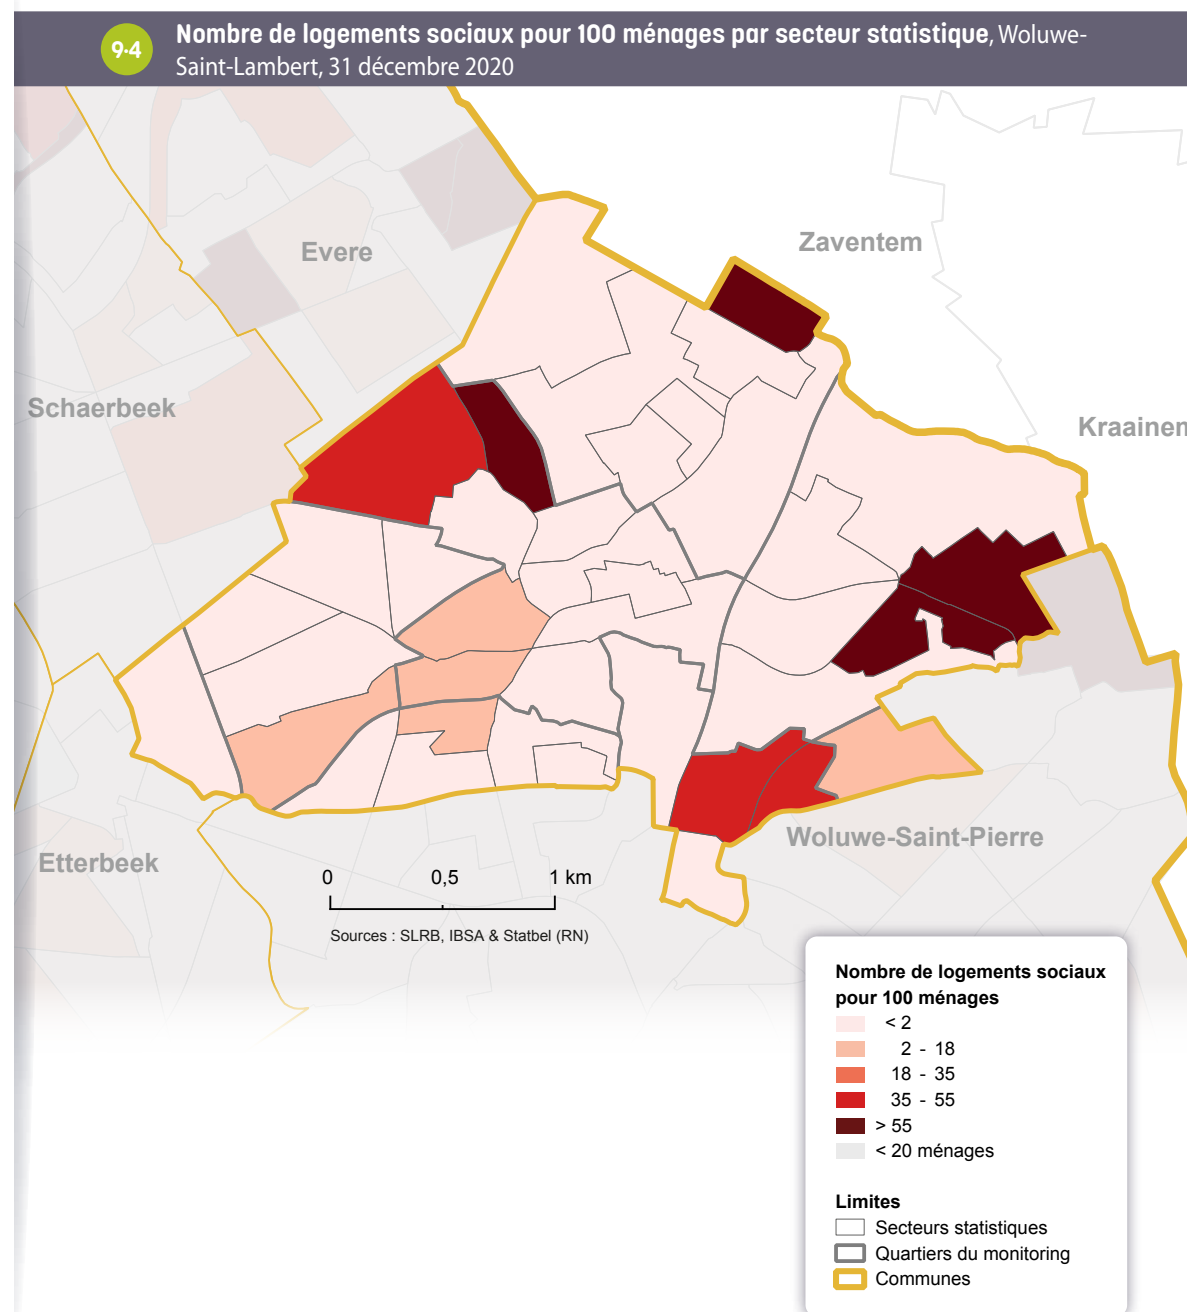 9·4
Nombre de logements sociaux pour 100 ménages par secteur statistique, Woluwe-
Saint-Lambert, 31 décembre 2020
Zaventem
Evere
Schaerbeek
Kraainem
Woluwe-Saint-Pierre
Etterbeek
0 0,5 1 km
Sources : SLRB, IBSA & Statbel (RN)
Nombre de logements sociaux
pour 100 ménages
< 2
2 - 18
18 - 35
35 - 55
> 55
< 20 ménages
Limites
Secteurs statistiques
Quartiers du monitoring
Communes